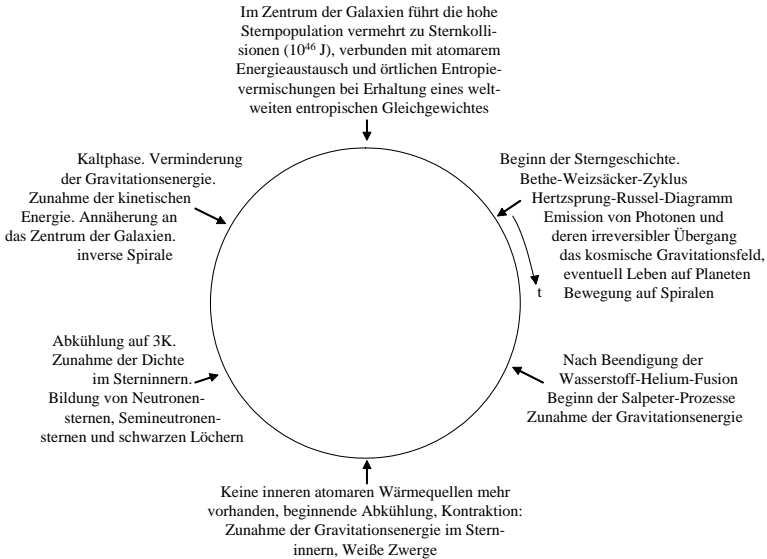 Im Zentrum der Galaxien führt die hohe
Sternpopulation vermehrt zu Sternkolli-
sionen (10⁴⁶ J), verbunden mit atomarem
Energieaustausch und örtlichen Entropie-
vermischungen bei Erhaltung eines welt-
weiten entropischen Gleichgewichtes
Beginn der Sterngeschichte.
Bethe-Weizsäcker-Zyklus
Hertzsprung-Russel-Diagramm
Emission von Photonen und
deren irreversibler Übergang
das kosmische Gravitationsfeld,
eventuell Leben auf Planeten
Bewegung auf Spiralen
t
Nach Beendigung der
Wasserstoff-Helium-Fusion
Beginn der Salpeter-Prozesse
Zunahme der Gravitationsenergie
Keine inneren atomaren Wärmequellen mehr
vorhanden, beginnende Abkühlung, Kontraktion:
Zunahme der Gravitationsenergie im Stern-
innern, Weiße Zwerge
Abkühlung auf 3K.
Zunahme der Dichte
im Sterninnern.
Bildung von Neutronen-
sternen, Semineutronen-
sternen und schwarzen Löchern
Kaltphase. Verminderung
der Gravitationsenergie.
Zunahme der kinetischen
Energie. Annäherung an
das Zentrum der Galaxien.
inverse Spirale